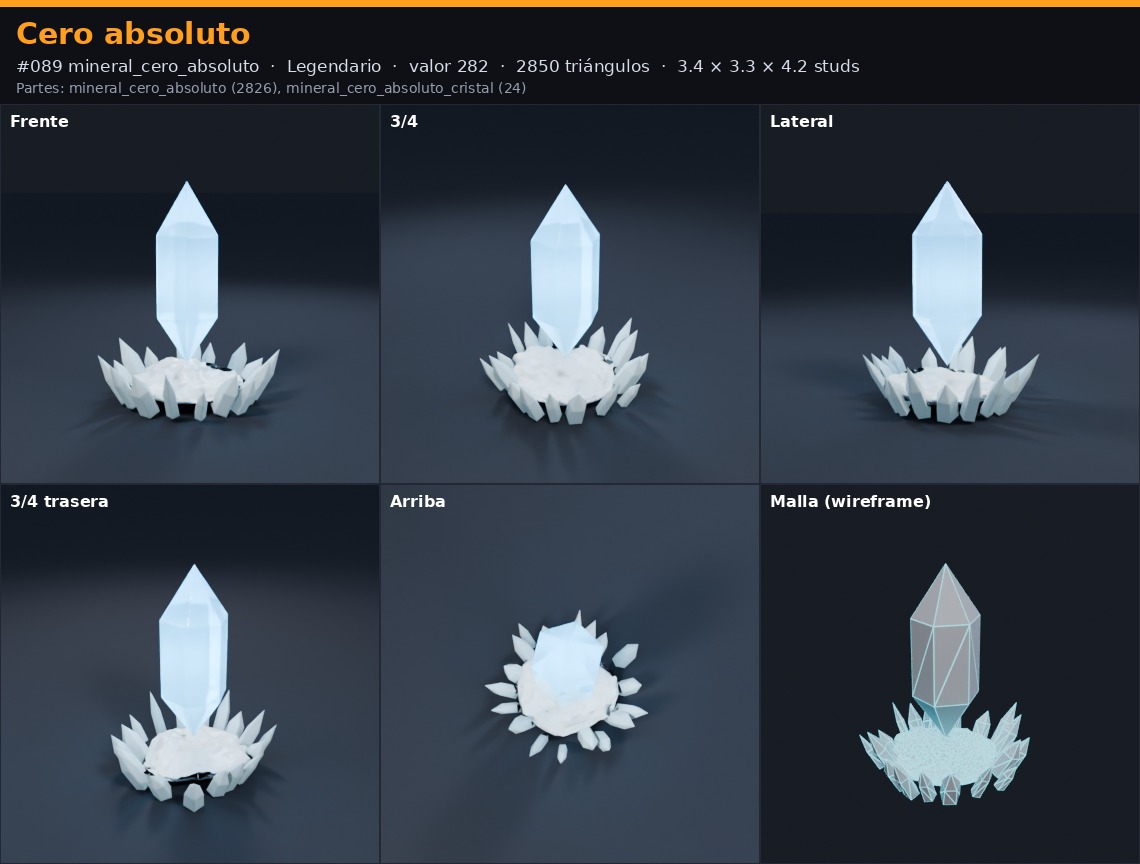 Cero absoluto
#089 mineral_cero_absoluto · Legendario · valor 282 · 2850 triángulos · 3.4 × 3.3 × 4.2 studs
Partes: mineral_cero_absoluto (2826), mineral_cero_absoluto_cristal (24)
Frente
3/4
Lateral
3/4 trasera
Arriba
Malla (wireframe)